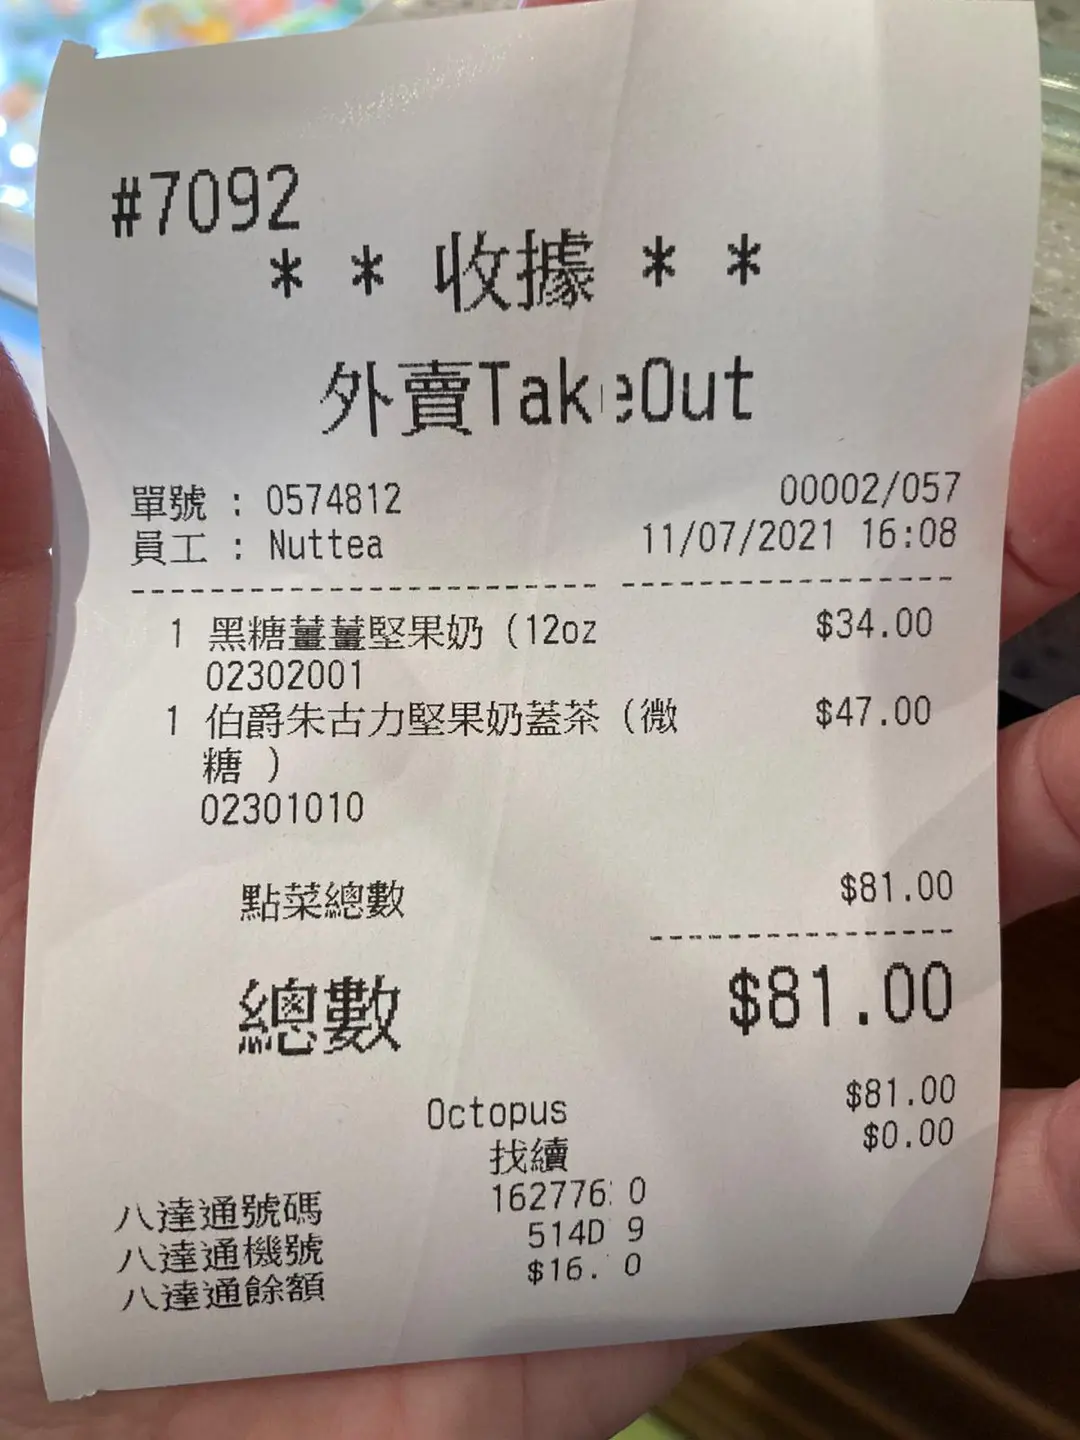 #7092
* * 收據 * *
外賣TakeOut
單號 : 0574812 00002/057
員工 : Nuttea 11/07/2021 16:08
1 黑糖薑薑堅果奶 (12oz $34.00
02302001
1 伯爵朱古力堅果奶蓋茶 (微 $47.00
糖 )
02301010
點菜總數 $81.00
總數 $81.00
Octopus $81.00
找續 $0.00
八達通號碼
八達通機號
八達通餘額